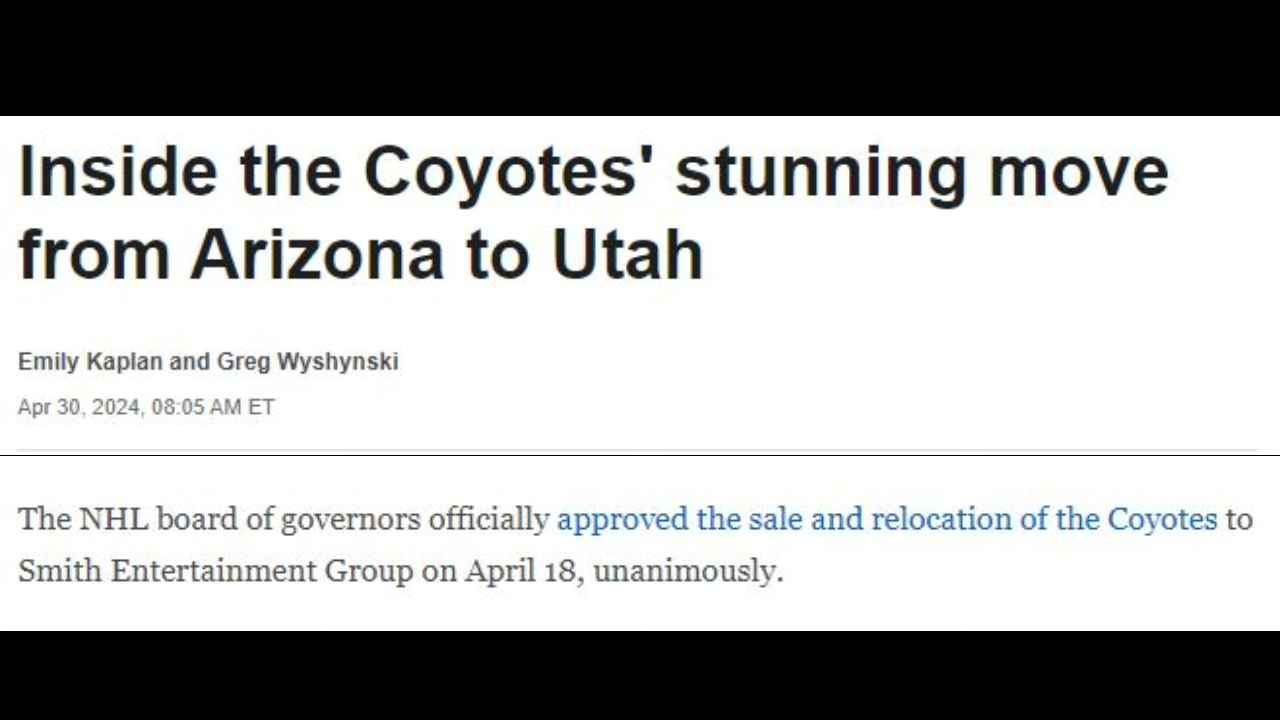 Inside the Coyotes' stunning move
from Arizona to Utah
Emily Kaplan and Greg Wyshynski
Apr 30, 2024, 08:05 AM ET
The NHL board of governors officially approved the sale and relocation of the Coyotes to
Smith Entertainment Group on April 18, unanimously.